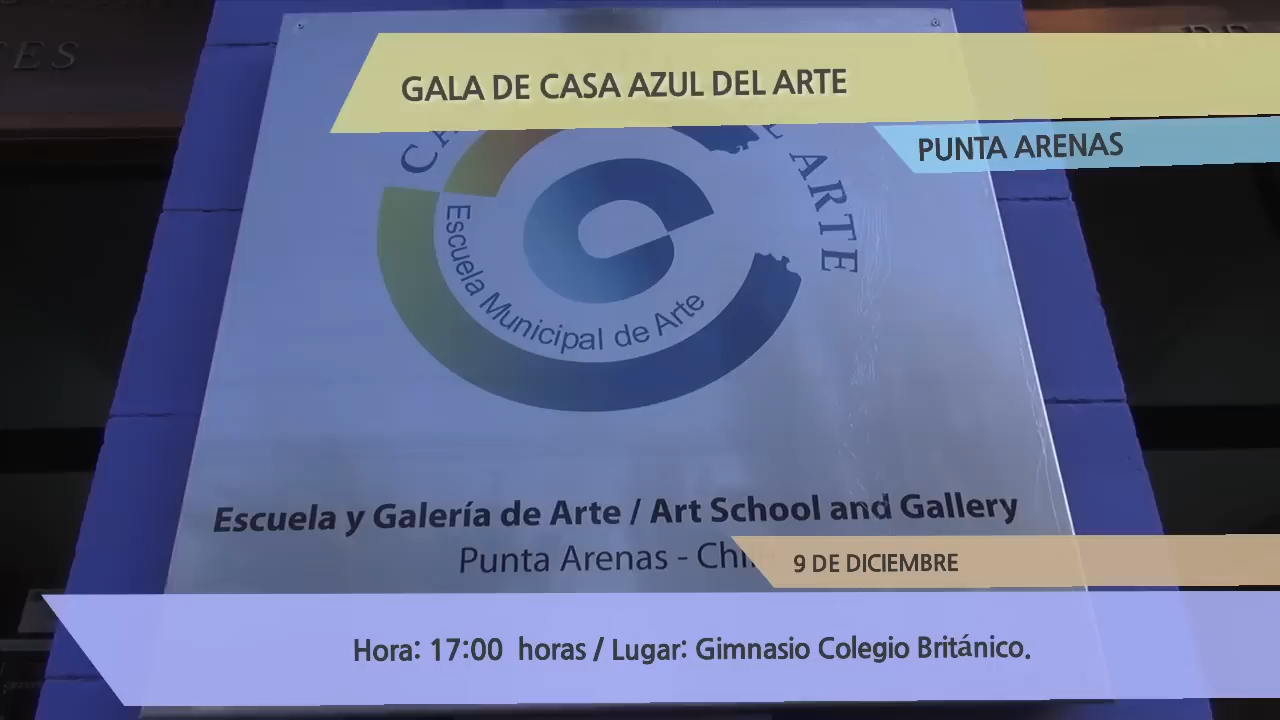 GALA DE CASA AZUL DEL ARTE
PUNTA ARENAS
ARTE
Escuela Municipal de Arte
Escuela y Galería de Arte / Art School and Gallery
Punta Arenas -
9 DE DICIEMBRE
Hora: 17:00 horas / Lugar: Gimnasio Colegio Británico.